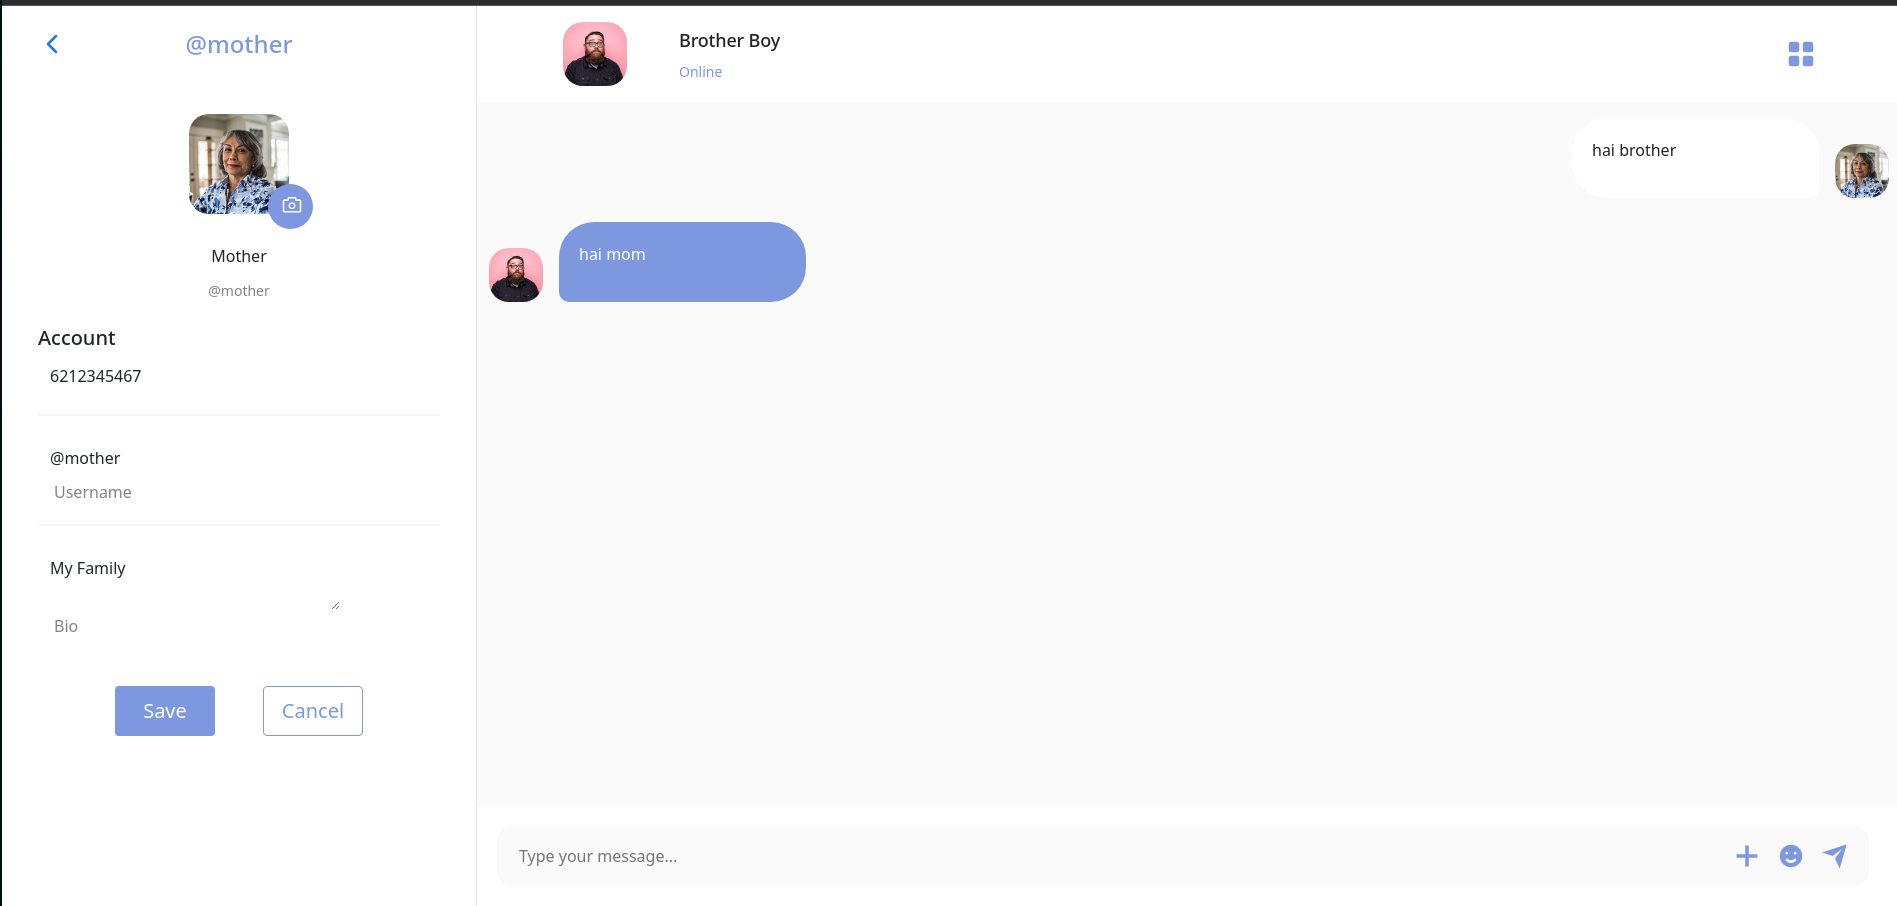 @mother
Mother
@mother
Account
6212345467
@mother
Username
My Family
Bio
Save
Cancel
Brother Boy
Online
hai brother
hai mom
Type your message...